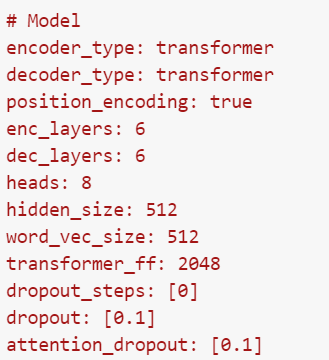 # Model
encoder_type: transformer
decoder_type: transformer
position_encoding: true
enc_layers: 6
dec_layers: 6
heads: 8
hidden_size: 512
word_vec_size: 512
transformer_ff: 2048
dropout_steps: [0]
dropout: [0.1]
attention_dropout: [0.1]